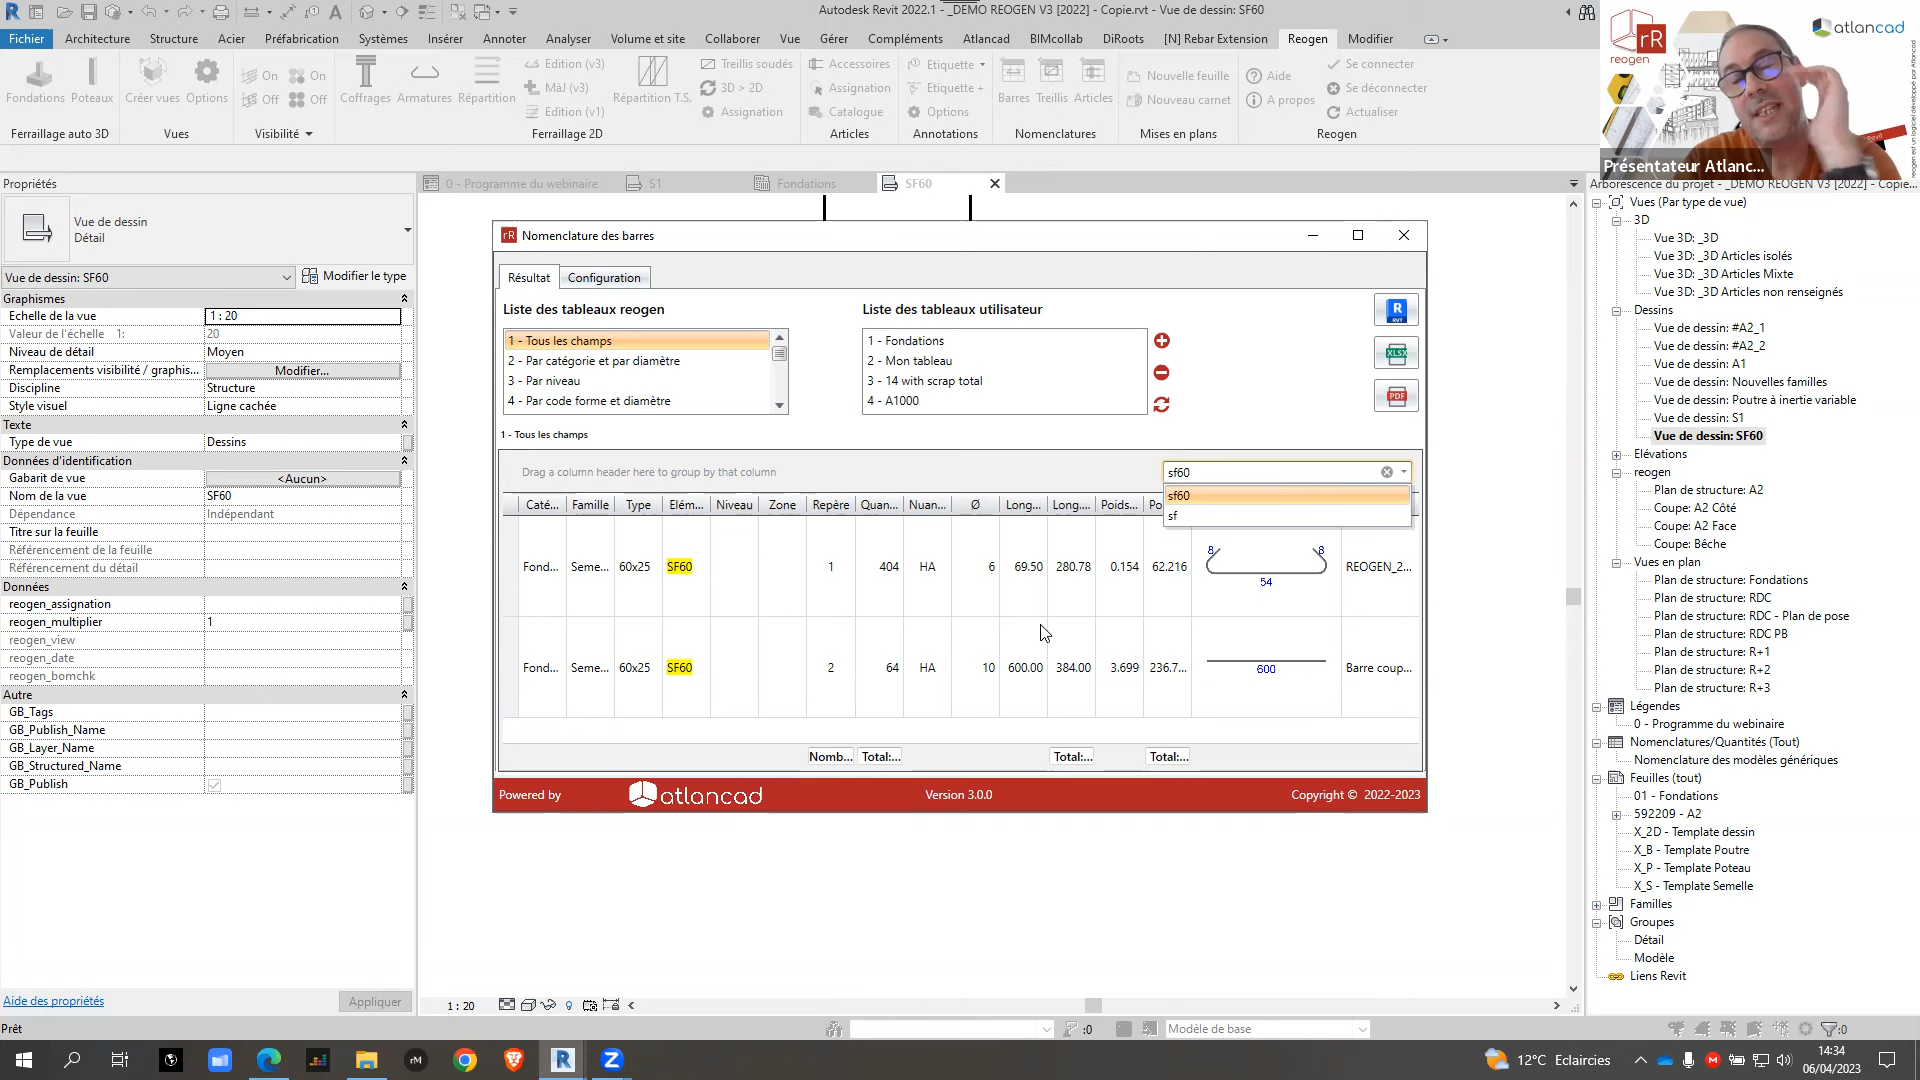 Autodesk Revit 2022.1 - _DEMO REOGEN V3 [2022] - Copie.rvt - Vue de dessin: SF60
Fichier Architecture Structure Acier Préfabrication Systèmes Insérer Annoter Analyser Volume et site Collaborer Vue Gérer Compléments Atlancad BIMcollab DiRoots [N] Rebar Extension Reogen Modifier
Fondations Poteaux Créer vues Options On On Off Off Coffrages Armatures Répartition Edition (v3) MàJ (v3) Edition (v1) Répartition T.S. Treillis soudés 3D > 2D Assignation Accessoires Assignation Catalogue Etiquette Etiquette + Options Barres Treillis Articles Nouvelle feuille Nouveau carnet Aide A propos Se connecter Se déconnecter Actualiser
Ferraillage auto 3D Vues Visibilité Ferraillage 2D Articles Annotations Nomenclatures Mises en plans Reogen
rR
reogen
atlancad
reogen est un logiciel développé par Atlancad
Présentateur Atlanc...
Propriétés
Vue de dessin
Détail
Vue de dessin: SF60 Modifier le type
Graphismes
Echelle de la vue 1 : 20
Valeur de l'échelle 1: 20
Niveau de détail Moyen
Remplacements visibilité / graphis... Modifier...
Discipline Structure
Style visuel Ligne cachée
Texte
Type de vue Dessins
Données d'identification
Gabarit de vue <Aucun>
Nom de la vue SF60
Dépendance Indépendant
Titre sur la feuille
Référencement de la feuille
Référencement du détail
Données
reogen_assignation
reogen_multiplier 1
reogen_view
reogen_date
reogen_bomchk
Autre
GB_Tags
GB_Publish_Name
GB_Layer_Name
GB_Structured_Name
GB_Publish
Aide des propriétés Appliquer
0 - Programme du webinaire S1 Fondations SF60
rR Nomenclature des barres
Résultat Configuration
Liste des tableaux reogen
1 - Tous les champs
2 - Par catégorie et par diamètre
3 - Par niveau
4 - Par code forme et diamètre
Liste des tableaux utilisateur
1 - Fondations
2 - Mon tableau
3 - 14 with scrap total
4 - A1000
R
RVT
XLSX
PDF
1 - Tous les champs
Drag a column header here to group by that column
sf60
sf60
sf
Caté... Famille Type Elém... Niveau Zone Repère Quan... Nuan... Ø Long... Long.... Poids... Po
Fond... Seme... 60x25 SF60 1 404 HA 6 69.50 280.78 0.154 62.216 8 8 54 REOGEN_2...
Fond... Seme... 60x25 SF60 2 64 HA 10 600.00 384.00 3.699 236.7... 600 Barre coup...
Nomb... Total:... Total:... Total:...
Powered by atlancad Version 3.0.0 Copyright © 2022-2023
1 : 20
Arborescence du projet - _DEMO REOGEN V3 [2022] - Copie...
Vues (Par type de vue)
3D
Vue 3D: _3D
Vue 3D: _3D Articles isolés
Vue 3D: _3D Articles Mixte
Vue 3D: _3D Articles non renseignés
Dessins
Vue de dessin: #A2_1
Vue de dessin: #A2_2
Vue de dessin: A1
Vue de dessin: Nouvelles familles
Vue de dessin: Poutre à inertie variable
Vue de dessin: S1
Vue de dessin: SF60
Elévations
reogen
Plan de structure: A2
Coupe: A2 Côté
Coupe: A2 Face
Coupe: Bêche
Vues en plan
Plan de structure: Fondations
Plan de structure: RDC
Plan de structure: RDC - Plan de pose
Plan de structure: RDC PB
Plan de structure: R+1
Plan de structure: R+2
Plan de structure: R+3
Légendes
0 - Programme du webinaire
Nomenclatures/Quantités (Tout)
Nomenclature des modèles génériques
Feuilles (tout)
01 - Fondations
592209 - A2
X_2D - Template dessin
X_B - Template Poutre
X_P - Template Poteau
X_S - Template Semelle
Familles
Groupes
Détail
Modèle
Liens Revit
Prêt :0 Modèle de base :0
12°C Eclaircies
14:34
06/04/2023